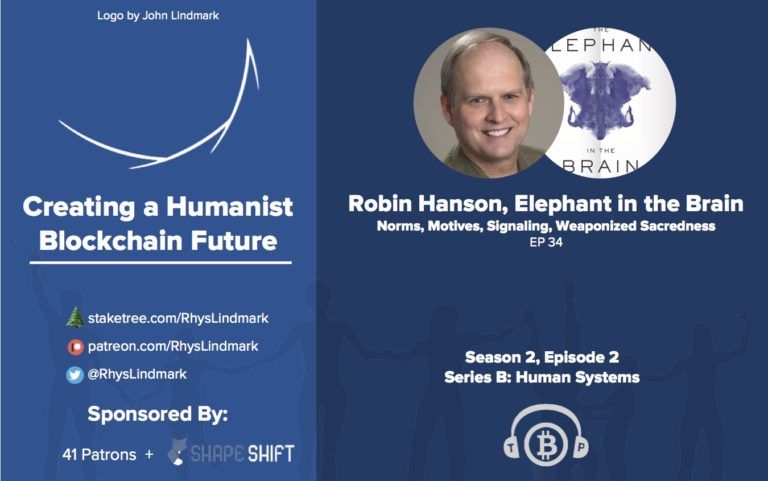 Logo by John Lindmark
Creating a Humanist
Blockchain Future
staketree.com/RhysLindmark
patreon.com/RhysLindmark
@RhysLindmark
Sponsored By:
41 Patrons + SHAPESHIFT
THE
ELEPHAN
IN THE
BRAIN
Robin Hanson, Elephant in the Brain
Norms, Motives, Signaling, Weaponized Sacredness
EP 34
Season 2, Episode 2
Series B: Human Systems
T B P